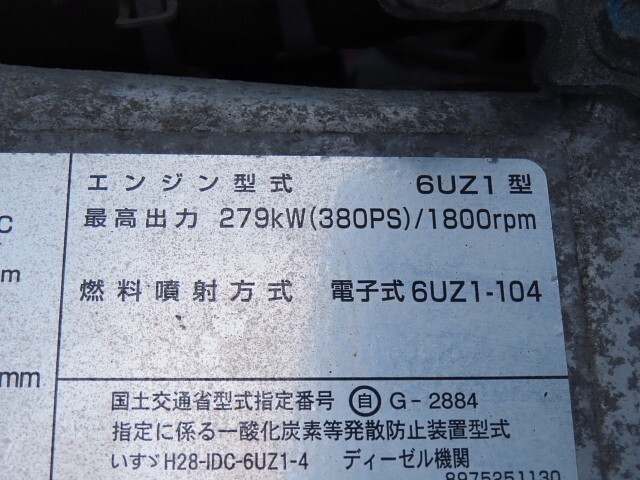 エンジン型式 6UZ1型
最高出力 279kW(380PS)/1800rpm
燃料噴射方式 電子式6UZ1-104
mm
国土交通省型式指定番号 自 G-2884
指定に係る一酸化炭素等発散防止装置型式
いすゞH28-IDC-6UZ1-4 ディーゼル機関
8975251130